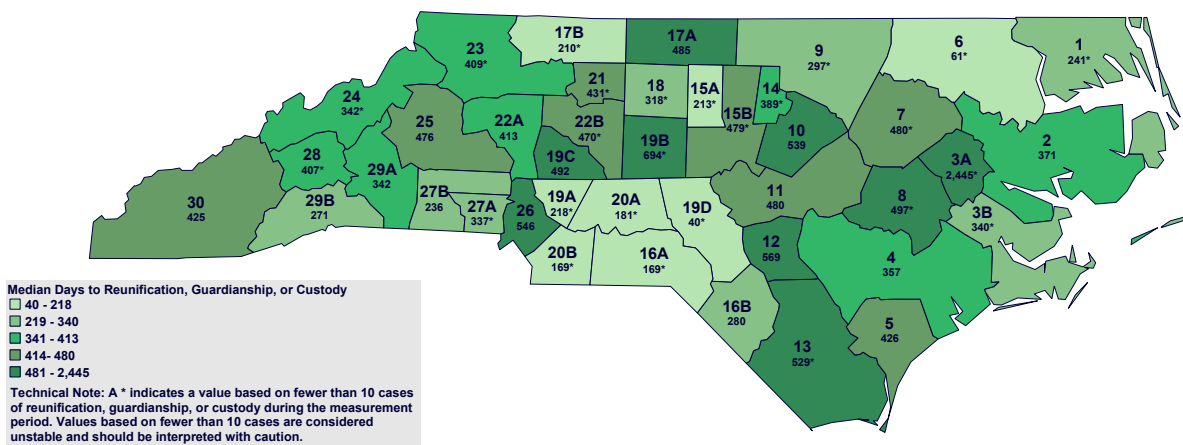 17B
210*
17A
485
23
409*
9
297*
6
61*
1
241*
24
342*
21
431*
18
318*
15A
213*
14
389*
15B
479*
7
480*
25
476
22A
413
22B
470*
19B
694*
10
539
2
371
28
407*
29A
342
19C
492
3A
2,445*
30
425
29B
271
27B
236
27A
337*
26
546
19A
218*
20A
181*
19D
40*
11
480
8
497*
3B
340*
20B
169*
16A
169*
12
569
4
357
16B
280
5
426
13
529*
Median Days to Reunification, Guardianship, or Custody
40 - 218
219 - 340
341 - 413
414- 480
481 - 2,445
Technical Note: A * indicates a value based on fewer than 10 cases
of reunification, guardianship, or custody during the measurement
period. Values based on fewer than 10 cases are considered
unstable and should be interpreted with caution.